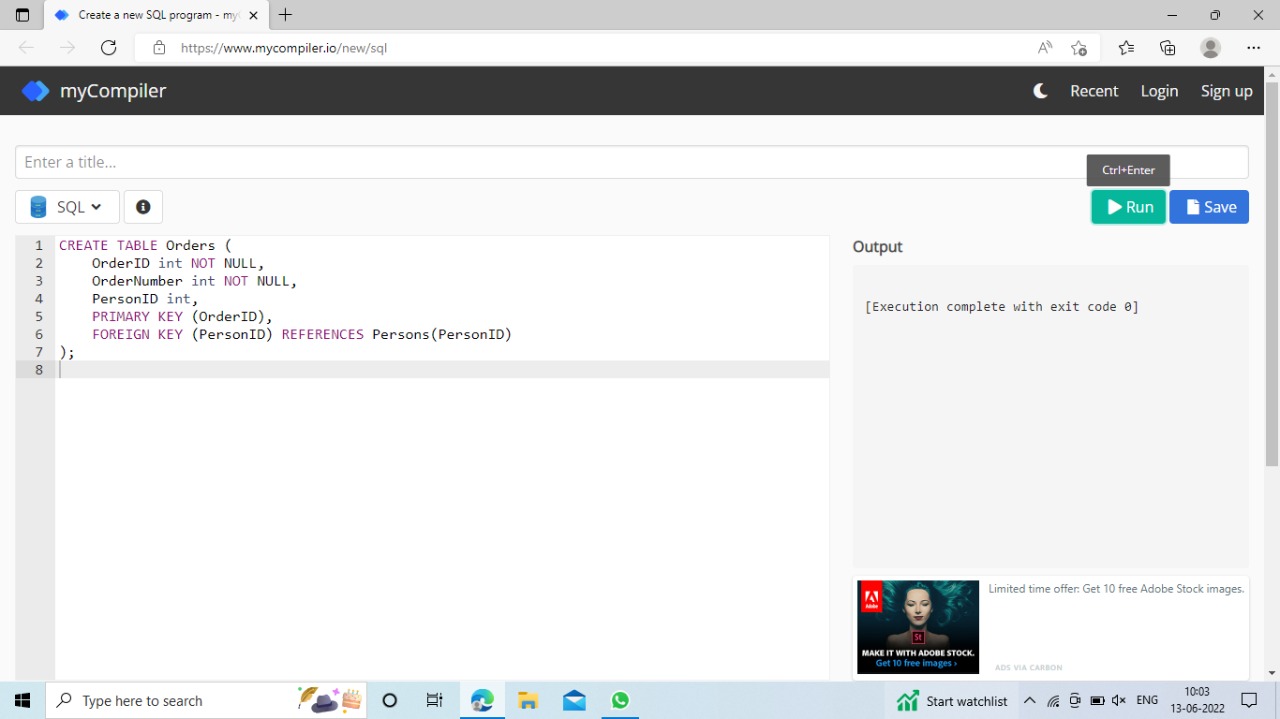 Create a new SQL program - my
https://www.mycompiler.io/new/sql
myCompiler
Recent
Login
Sign up
Enter a title...
Ctrl+Enter
SQL
Run
Save
1 CREATE TABLE Orders (
2 OrderID int NOT NULL,
3 OrderNumber int NOT NULL,
4 PersonID int,
5 PRIMARY KEY (OrderID),
6 FOREIGN KEY (PersonID) REFERENCES Persons(PersonID)
7 );
8
Output
[Execution complete with exit code 0]
Limited time offer: Get 10 free Adobe Stock images.
Adobe
St
MAKE IT WITH ADOBE STOCK.
Get 10 free images ›
ADS VIA CARBON
Type here to search
Start watchlist
ENG
10:03
13-06-2022